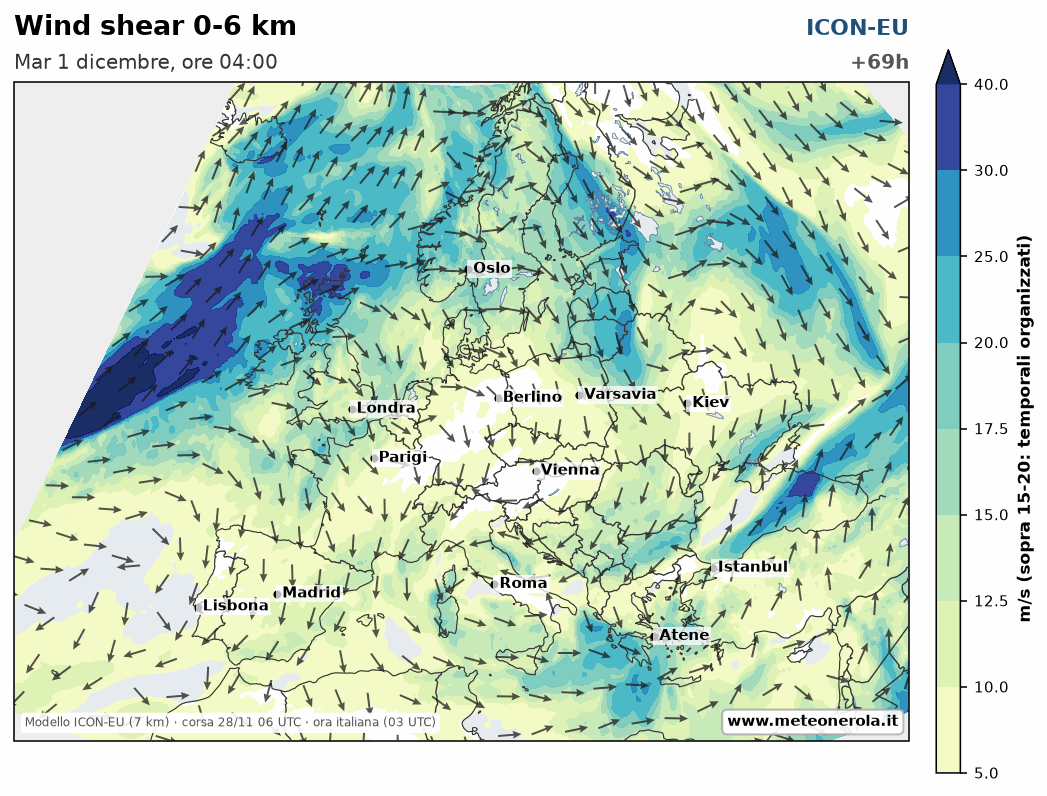 Wind shear 0-6 km
ICON-EU
Mar 1 dicembre, ore 04:00
+69h
40.0
30.0
25.0
20.0
17.5
15.0
12.5
10.0
5.0
m/s (sopra 15-20: temporali organizzati)
Oslo
Berlino
Varsavia
Londra
Kiev
Parigi
Vienna
Istanbul
Roma
Madrid
Lisbona
Atene
Modello ICON-EU (7 km) · corsa 28/11 06 UTC · ora italiana (03 UTC)
www.meteonerola.it